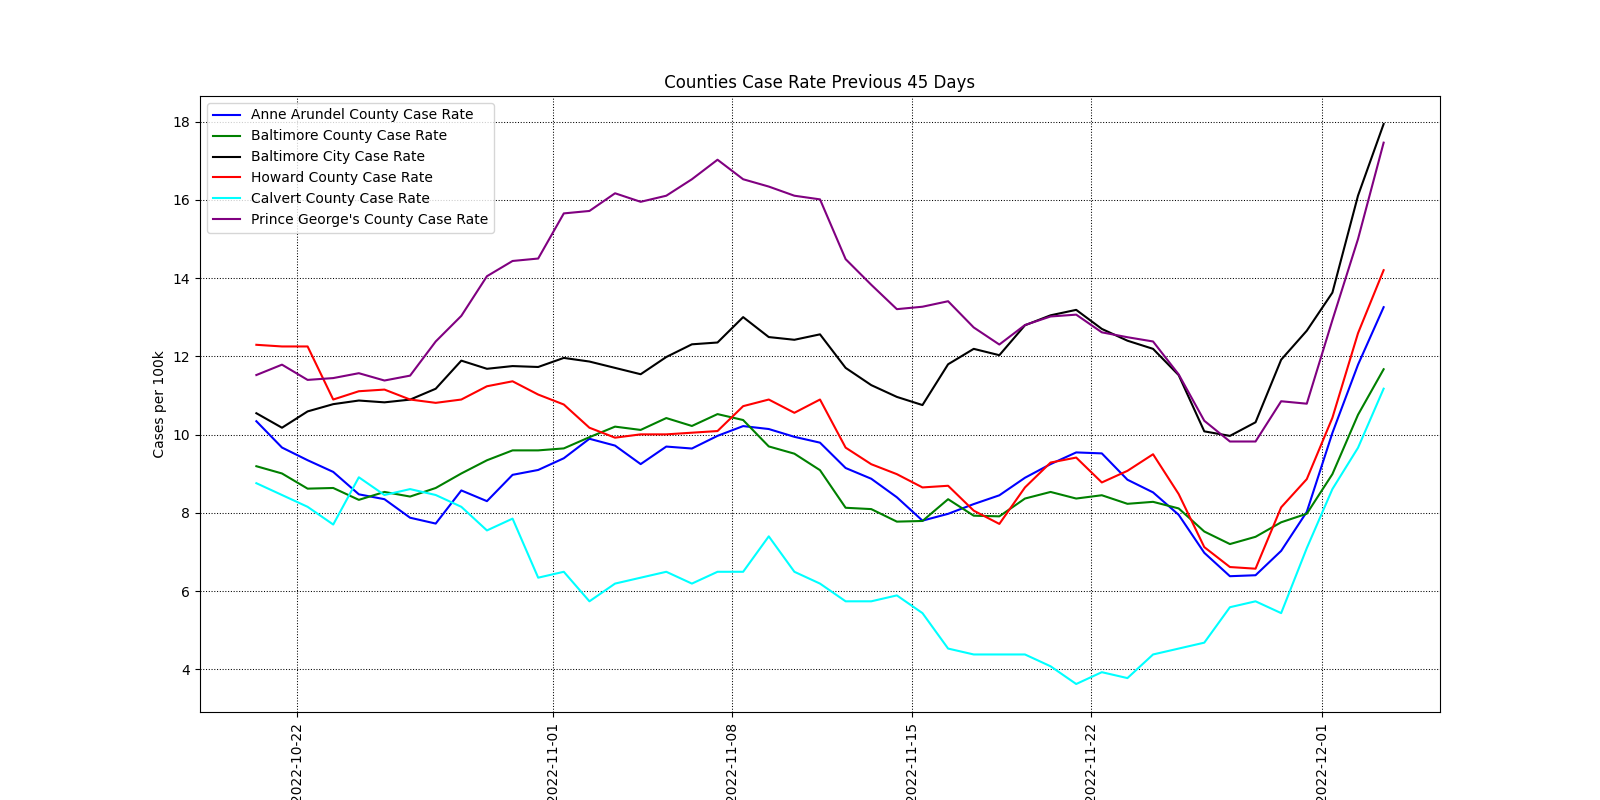 Counties Case Rate Previous 45 Days
Anne Arundel County Case Rate
Baltimore County Case Rate
Baltimore City Case Rate
Howard County Case Rate
Calvert County Case Rate
Prince George's County Case Rate
Cases per 100k
18
16
14
12
10
8
6
4
2022-10-22
2022-11-01
2022-11-08
2022-11-15
2022-11-22
2022-12-01